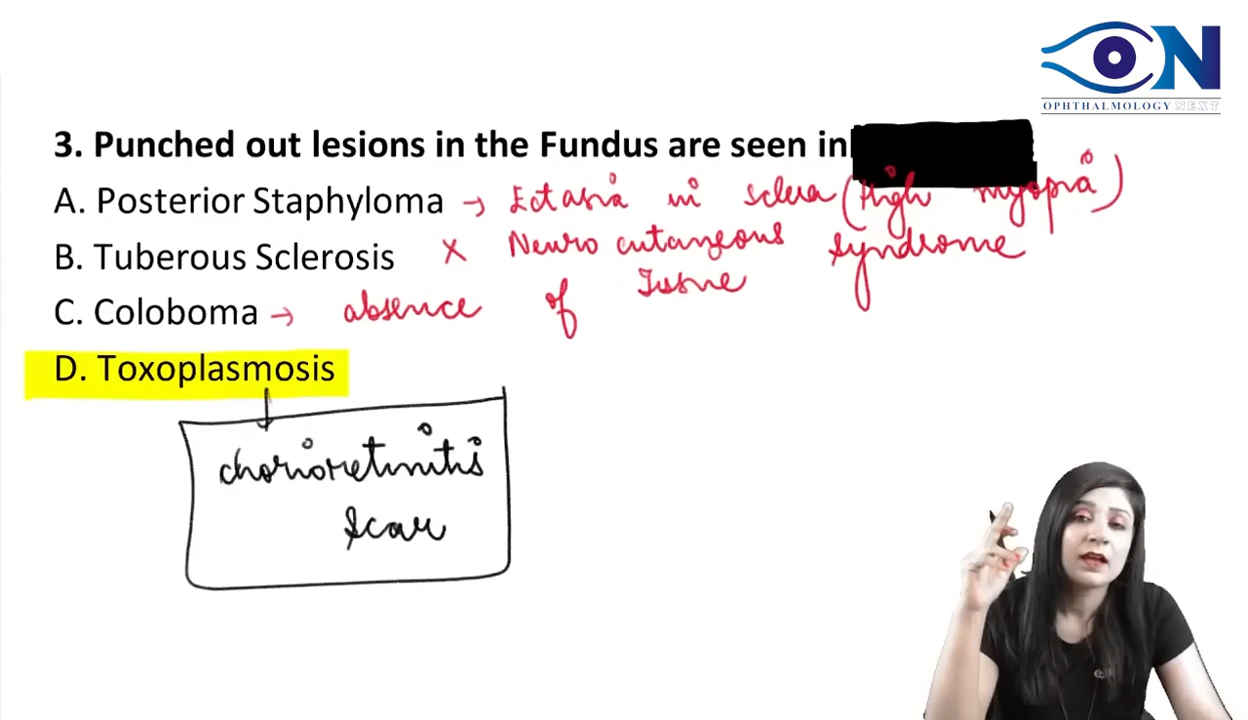 ON
OPHTHALMOLOGY NEXT
3. Punched out lesions in the Fundus are seen in
A. Posterior Staphyloma → Ectasia in sclera (High myopia)
B. Tuberous Sclerosis × Neuro cutaneous syndrome
C. Coloboma → absence of Tissue
D. Toxoplasmosis
chorioretinitis
scar